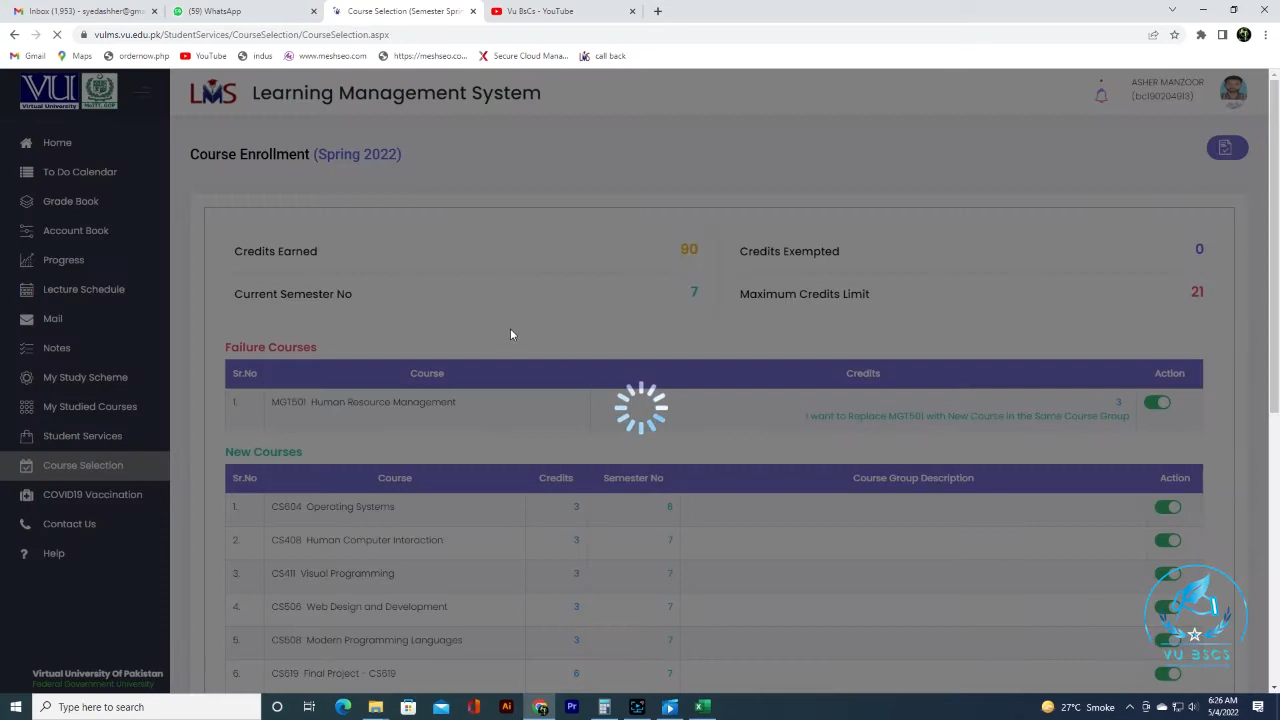 Inbox (1,953) - syedasher@gm
(59) WhatsApp
Course Selection (Semester Sprin
Vu BsCs - YouTube
vulms.vu.edu.pk/StudentServices/CourseSelection/CourseSelection.aspx
Gmail
Maps
ordernow.php
YouTube
indus
www.meshseo.com
https://meshseo.co...
Secure Cloud Mana...
call back
VU
Virtual University
LMS
Learning Management System
ASHER MANZOOR
(bc190204913)
Home
To Do Calendar
Grade Book
Account Book
Progress
Lecture Schedule
Mail
Notes
My Study Scheme
My Studied Courses
Student Services
Course Selection
COVID19 Vaccination
Contact Us
Help
Virtual University Of Pakistan
Federal Government University
Course Enrollment (Spring 2022)
Credits Earned 90
Credits Exempted 0
Current Semester No 7
Maximum Credits Limit 21
Failure Courses
Sr.No Course Credits Action
1. MGT501 Human Resource Management 3
I want to Replace MGT501 with New Course in the Same Course Group
New Courses
Sr.No Course Credits Semester No Course Group Description Action
1. CS604 Operating Systems 3 8
2. CS408 Human Computer Interaction 3 7
3. CS411 Visual Programming 3 7
4. CS506 Web Design and Development 3 7
5. CS508 Modern Programming Languages 3 7
6. CS619 Final Project - CS619 6 7
VU BSCS
Type here to search
27°C Smoke
6:26 AM
5/4/2022